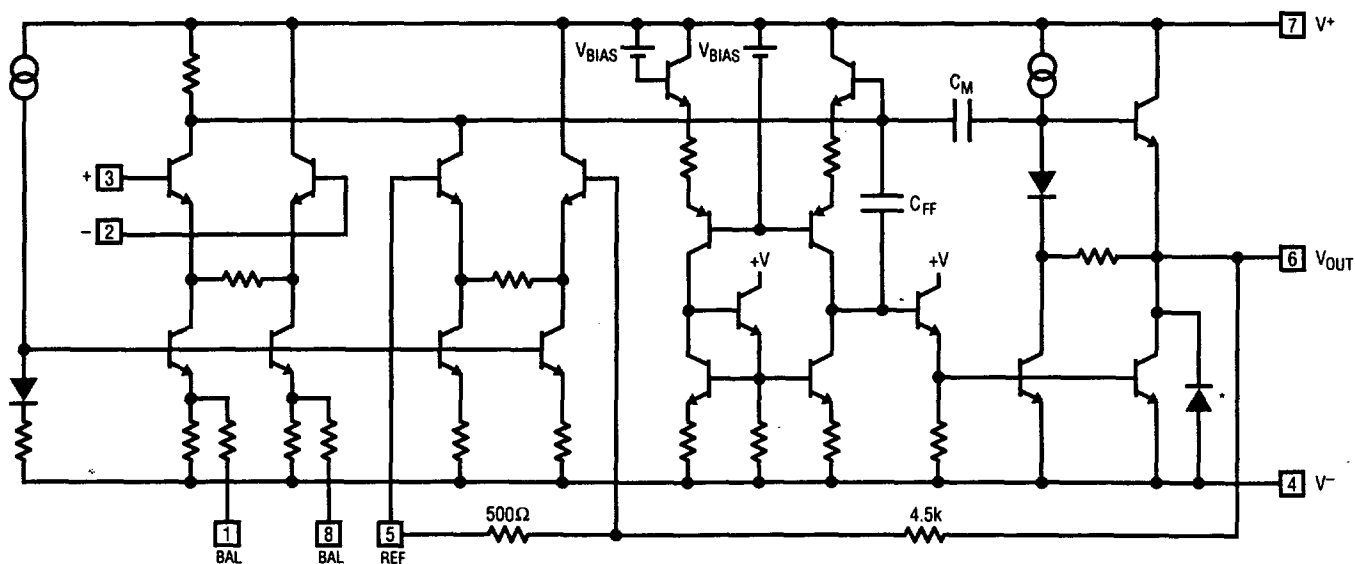 7 V+
VBIAS
VBIAS
CM
+ 3
CFF
- 2
+V
+V
6 VOUT
*
4 V-
500Ω
4.5k
1
8
5
BAL
BAL
REF